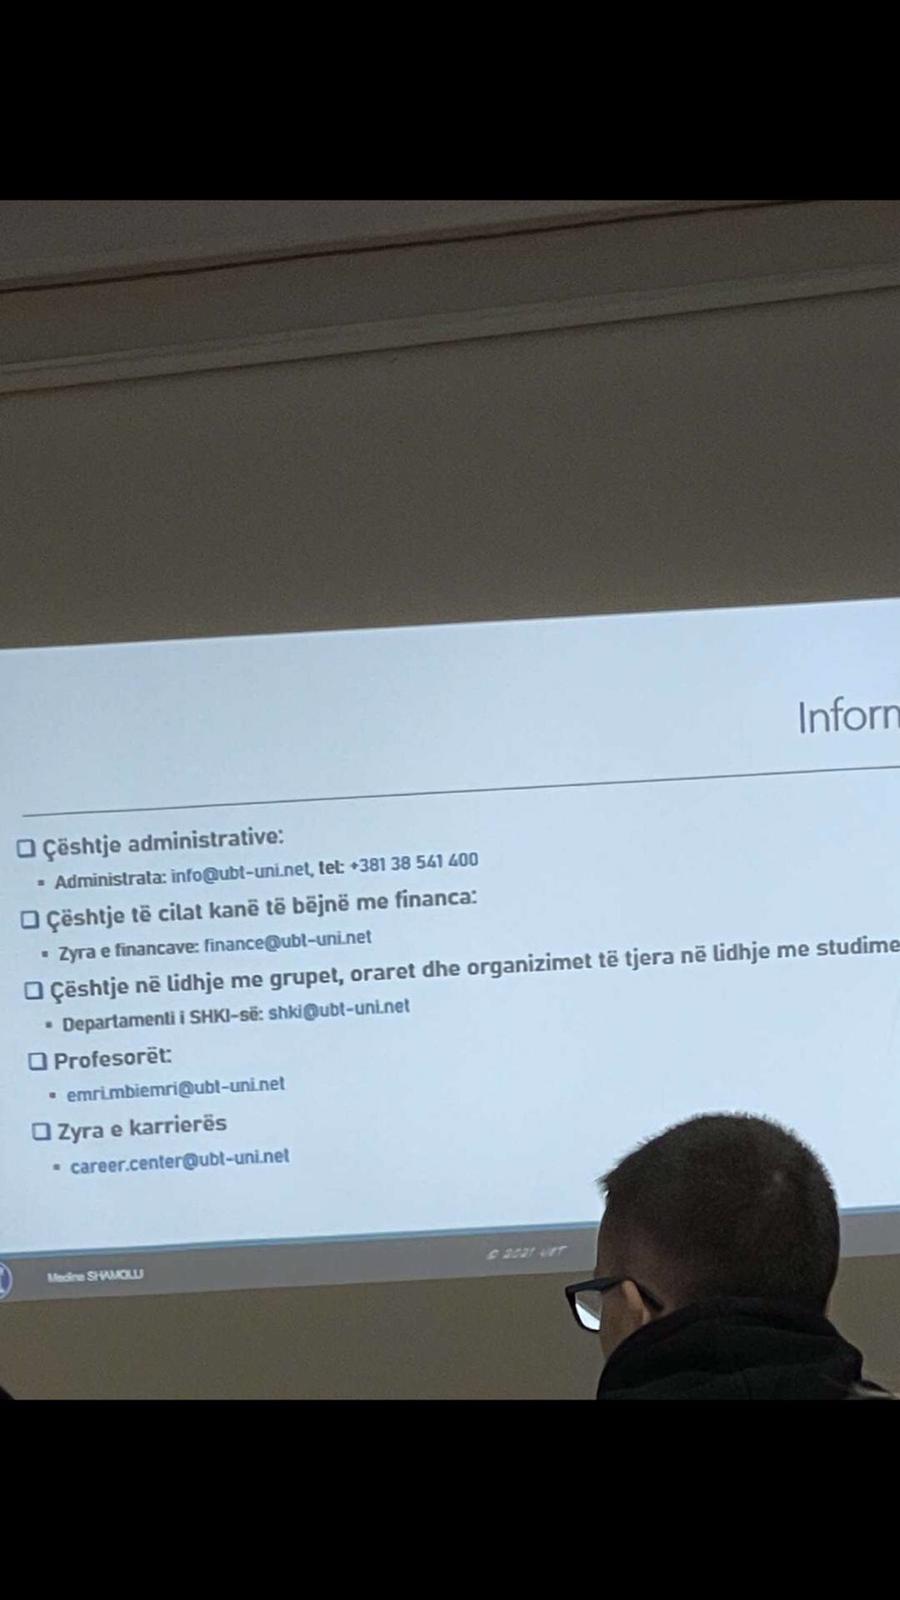 Çështje administrative:
Administrata: info@ubt-uni.net, tel: +381 38 541 400
Çështje të cilat kanë të bëjnë me financa:
Zyra e financave: finance@ubt-uni.net
Çështje në lidhje me grupet, oraret dhe organizimet të tjera në lidhje me studime
Departamenti i SHKI-së: shki@ubt-uni.net
Profesorët:
emri.mbiemri@ubt-uni.net
Zyra e karrierës
career.center@ubt-uni.net
© 2021 UBT